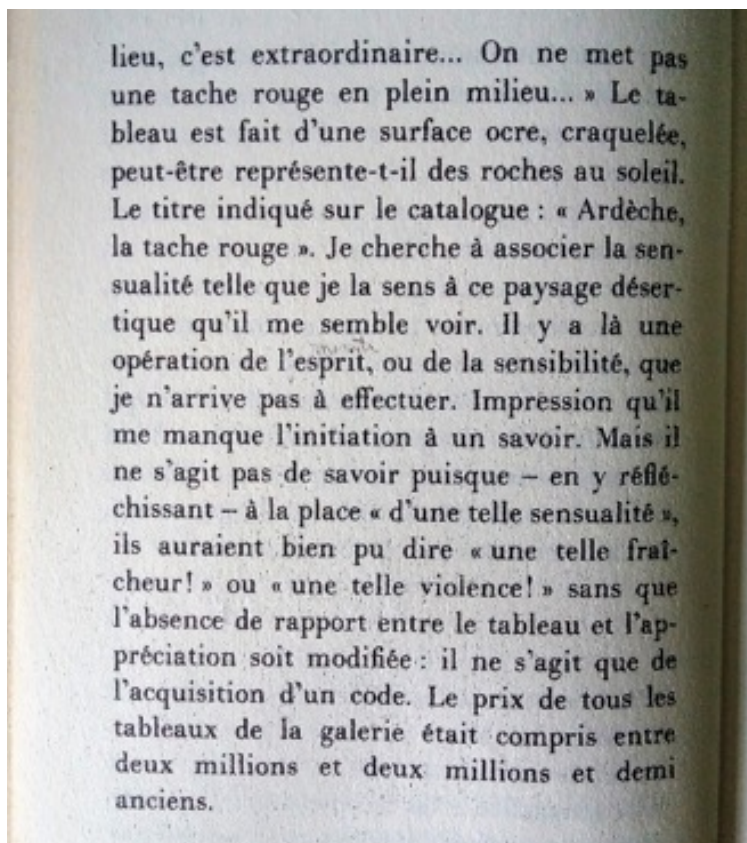 lieu, c'est extraordinaire... On ne met pas
une tache rouge en plein milieu... » Le ta-
bleau est fait d'une surface ocre, craquelée,
peut-être représente-t-il des roches au soleil.
Le titre indiqué sur le catalogue : « Ardèche,
la tache rouge ». Je cherche à associer la sen-
sualité telle que je la sens à ce paysage déser-
tique qu'il me semble voir. Il y a là une
opération de l'esprit, ou de la sensibilité, que
je n'arrive pas à effectuer. Impression qu'il
me manque l'initiation à un savoir. Mais il
ne s'agit pas de savoir puisque – en y réflé-
chissant – à la place « d'une telle sensualité »,
ils auraient bien pu dire « une telle fraî-
cheur! » ou « une telle violence! » sans que
l'absence de rapport entre le tableau et l'ap-
préciation soit modifiée : il ne s'agit que de
l'acquisition d'un code. Le prix de tous les
tableaux de la galerie était compris entre
deux millions et deux millions et demi
anciens.